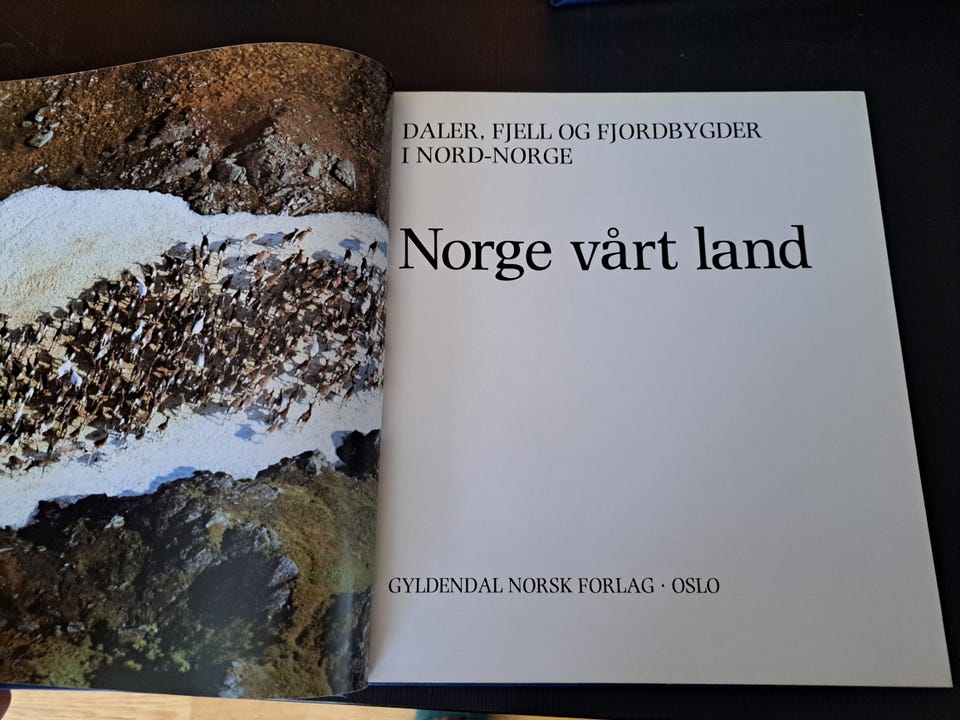 DALER, FJELL OG FJORDBYGDER
I NORD-NORGE
Norge vårt land
GYLDENDAL NORSK FORLAG · OSLO